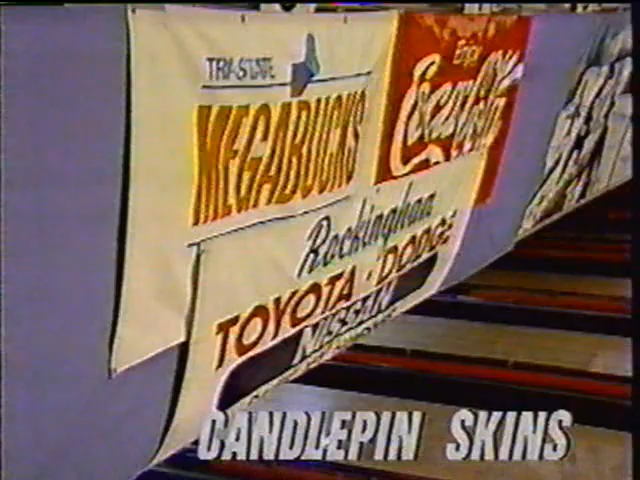 TRI-STATE
MEGABUCKS
Enjoy
Coca-Cola
Rockingham
TOYOTA · DODGE
NISSAN
CANDLEPIN SKINS